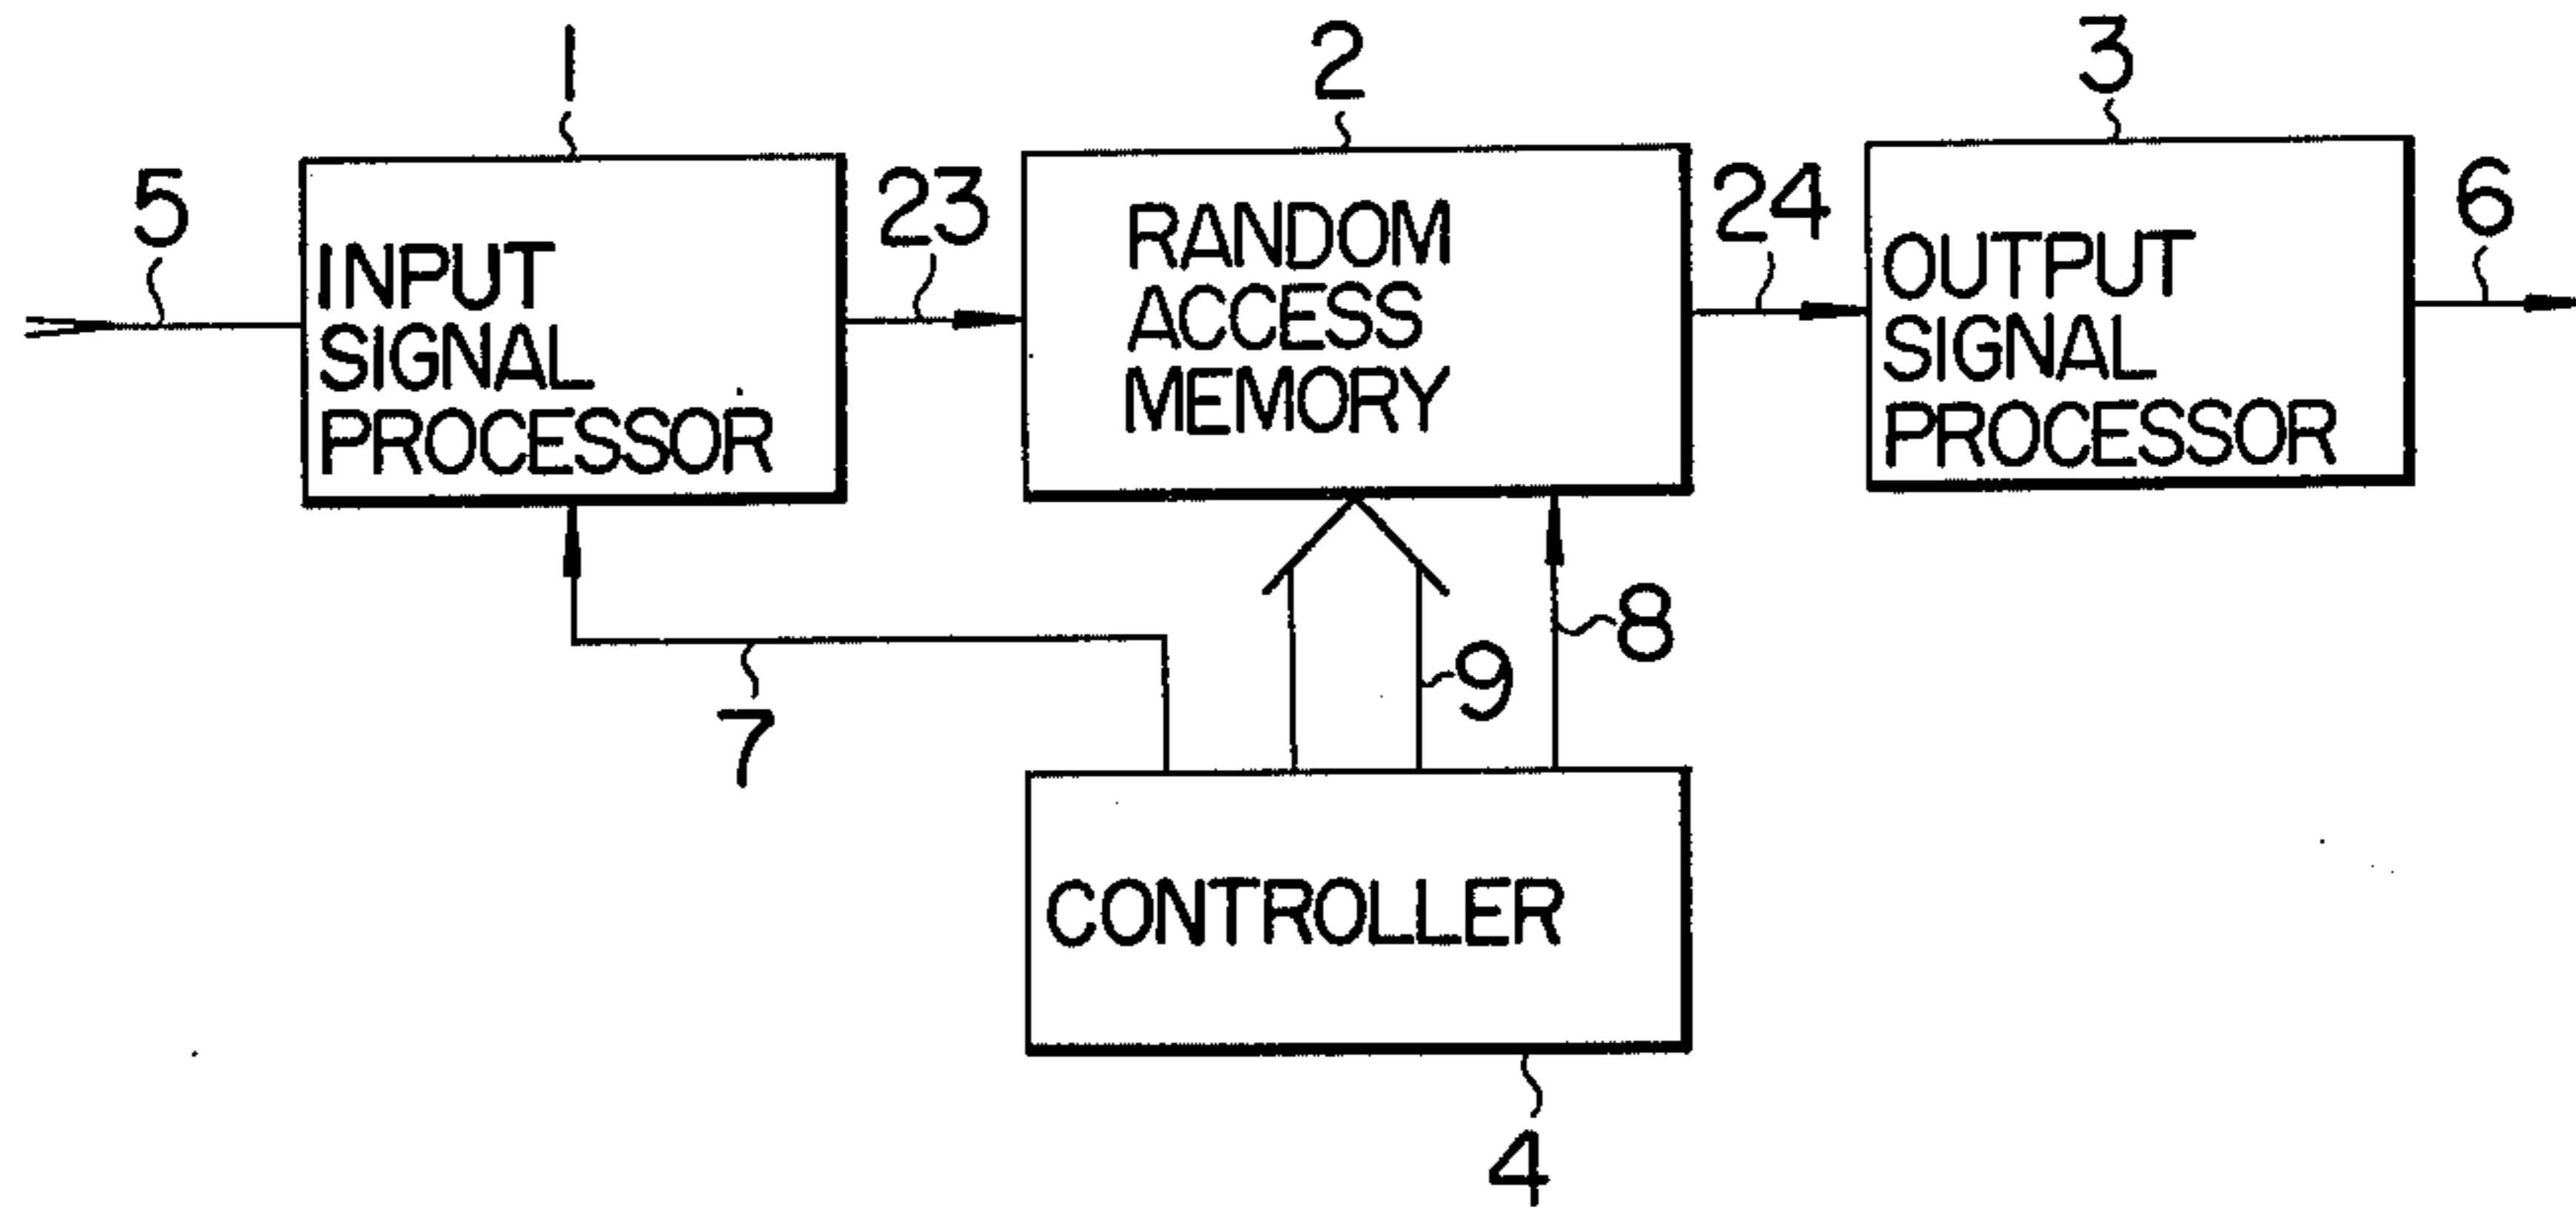 1
2
3
5
23
24
6
INPUT
SIGNAL
PROCESSOR
RANDOM
ACCESS
MEMORY
OUTPUT
SIGNAL
PROCESSOR
7
9
8
CONTROLLER
4